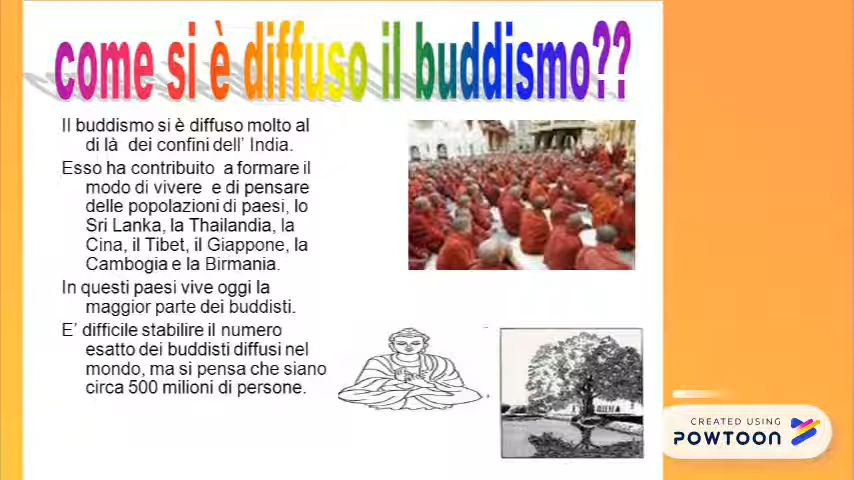 come si è diffuso il buddismo??
Il buddismo si è diffuso molto al
di là dei confini dell' India.
Esso ha contribuito a formare il
modo di vivere e di pensare
delle popolazioni di paesi, lo
Sri Lanka, la Thailandia, la
Cina, il Tibet, il Giappone, la
Cambogia e la Birmania.
In questi paesi vive oggi la
maggior parte dei buddisti.
E' difficile stabilire il numero
esatto dei buddisti diffusi nel
mondo, ma si pensa che siano
circa 500 milioni di persone.
CREATED USING
POWTOON